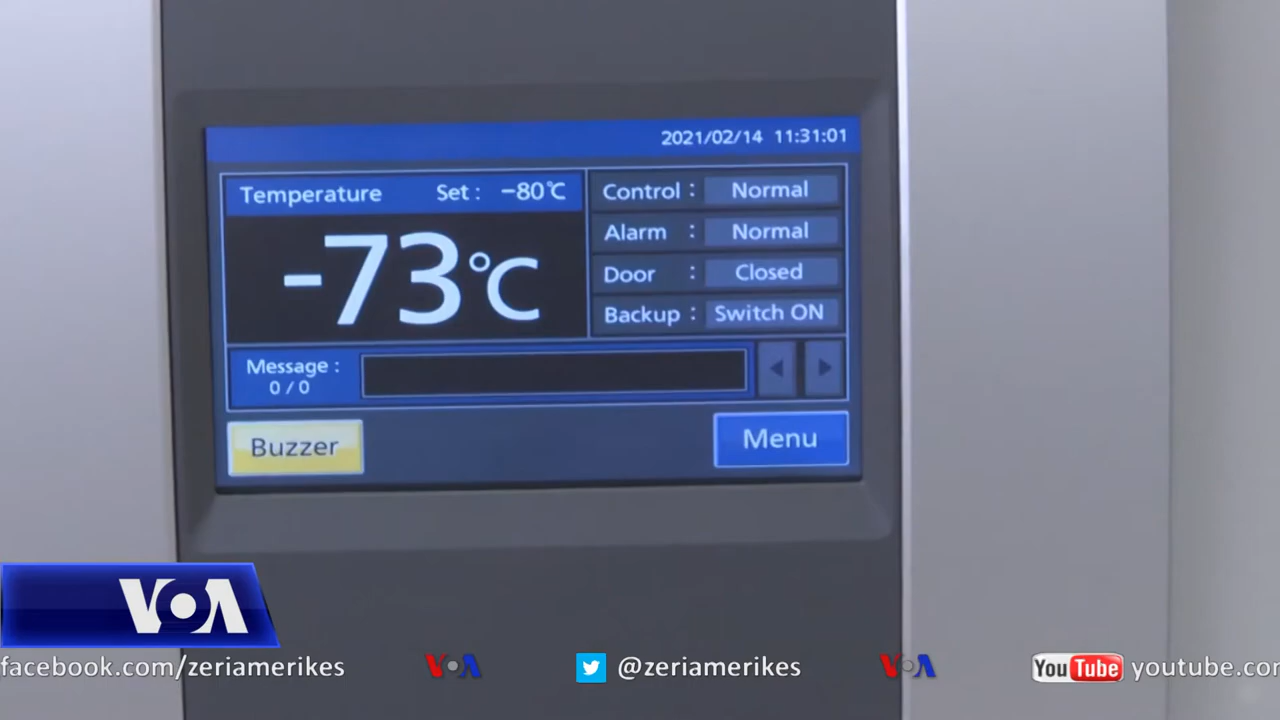 2021/02/14 11:31:01
Temperature Set : -80℃
-73℃
Control : Normal
Alarm : Normal
Door : Closed
Backup : Switch ON
Message :
0 / 0
Buzzer
Menu
VOA
facebook.com/zeriamerikes VOA @zeriamerikes VOA YouTube youtube.com